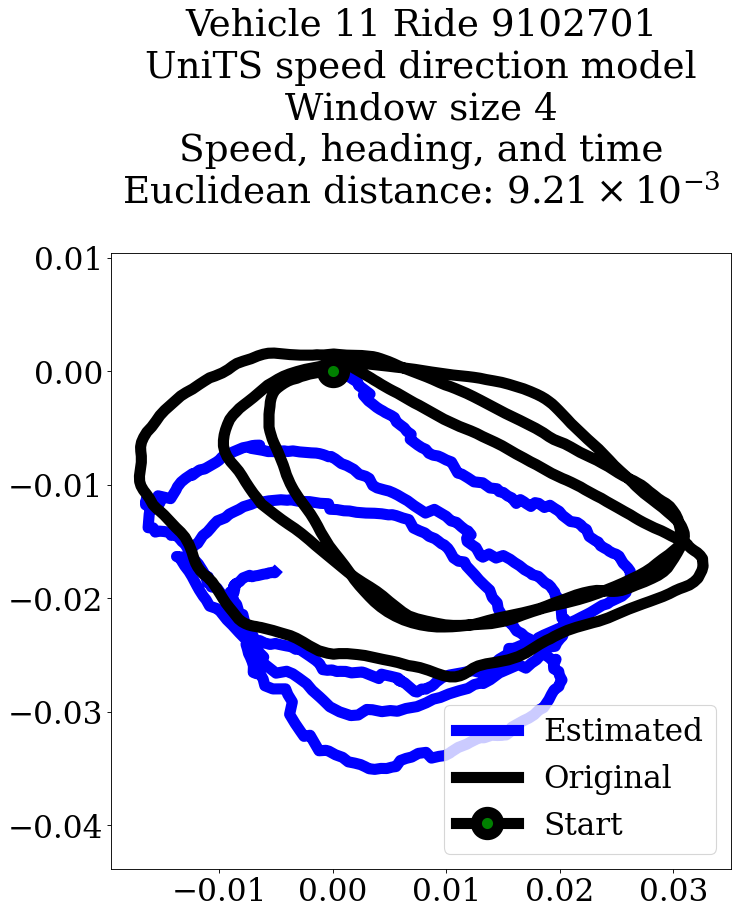 Vehicle 11 Ride 9102701
UniTS speed direction model
Window size 4
Speed, heading, and time
Euclidean distance: 9.21 × 10⁻³
0.01
0.00
−0.01
−0.02
−0.03
−0.04
Estimated
Original
Start
−0.01 0.00 0.01 0.02 0.03